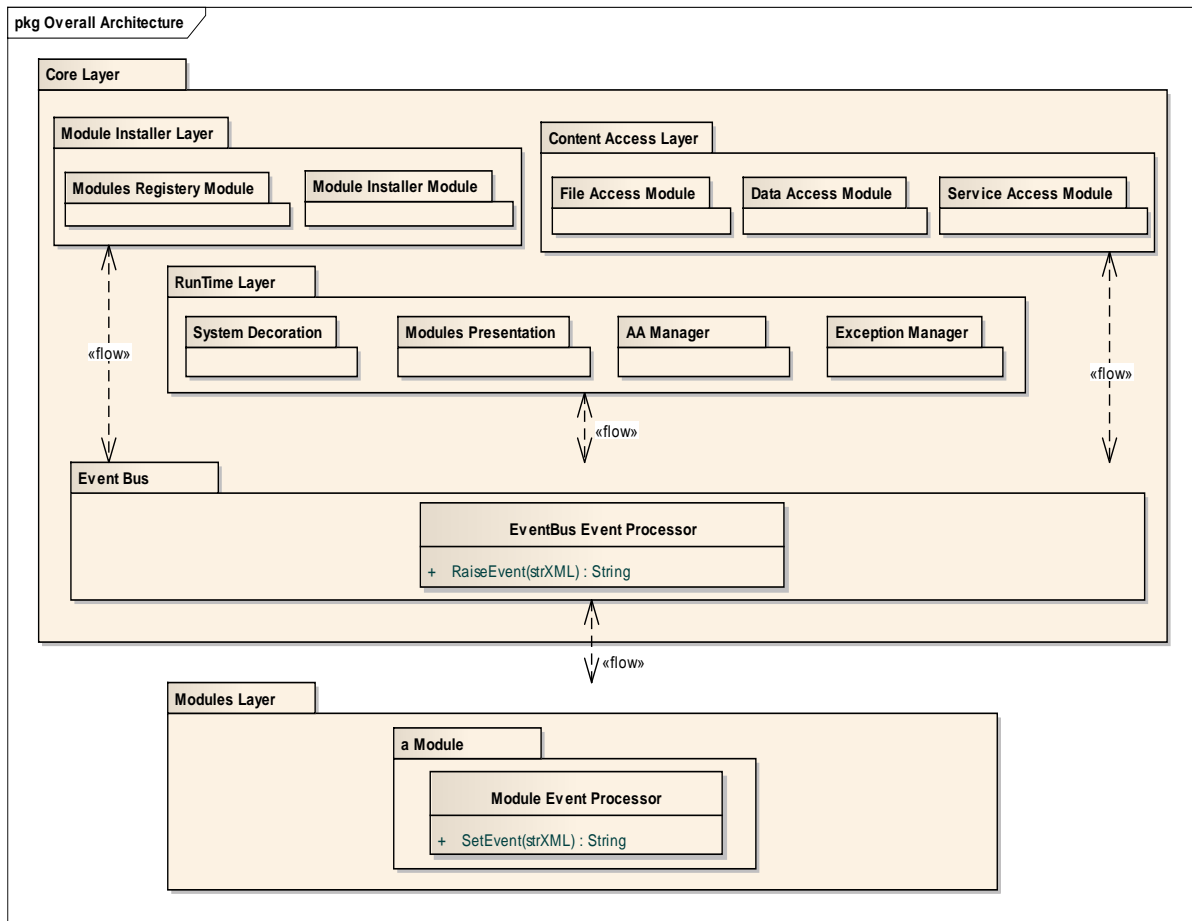 pkg Overall Architecture
Core Layer
Module Installer Layer
Modules Registery Module
Module Installer Module
Content Access Layer
File Access Module
Data Access Module
Service Access Module
RunTime Layer
System Decoration
Modules Presentation
AA Manager
Exception Manager
«flow»
«flow»
«flow»
Event Bus
EventBus Event Processor
+ RaiseEvent(strXML) : String
«flow»
Modules Layer
a Module
Module Event Processor
+ SetEvent(strXML) : String